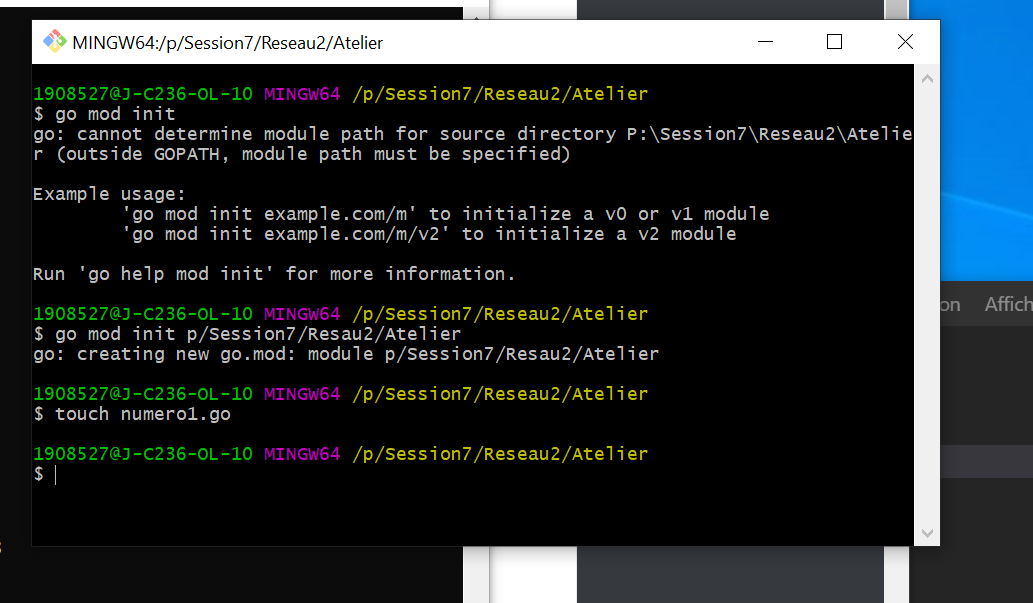 MINGW64:/p/Session7/Reseau2/Atelier
1908527@J-C236-OL-10 MINGW64 /p/Session7/Reseau2/Atelier
$ go mod init
go: cannot determine module path for source directory P:\Session7\Reseau2\Atelie
r (outside GOPATH, module path must be specified)
Example usage:
'go mod init example.com/m' to initialize a v0 or v1 module
'go mod init example.com/m/v2' to initialize a v2 module
Run 'go help mod init' for more information.
1908527@J-C236-OL-10 MINGW64 /p/Session7/Reseau2/Atelier
$ go mod init p/Session7/Resau2/Atelier
go: creating new go.mod: module p/Session7/Resau2/Atelier
1908527@J-C236-OL-10 MINGW64 /p/Session7/Reseau2/Atelier
$ touch numero1.go
1908527@J-C236-OL-10 MINGW64 /p/Session7/Reseau2/Atelier
$
on Affich